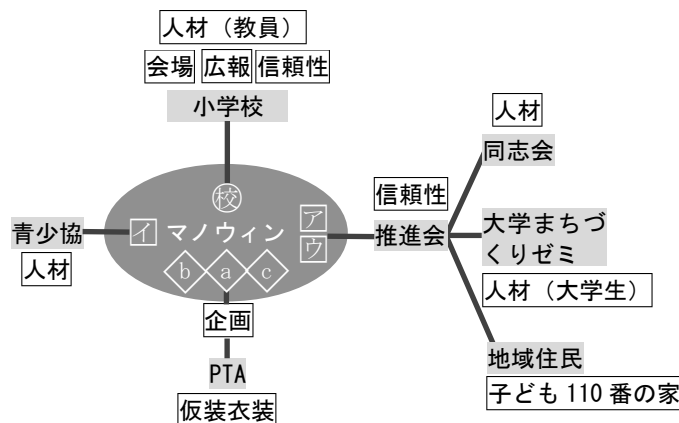 人材（教員）
会場 広報 信頼性
小学校
人材
同志会
校
信頼性
ア
青少協 イ マノウィン 推進会
ウ
大学まちづ
くりゼミ
人材
b a c
人材（大学生）
企画
地域住民
PTA
子ども 110 番の家
仮装衣装